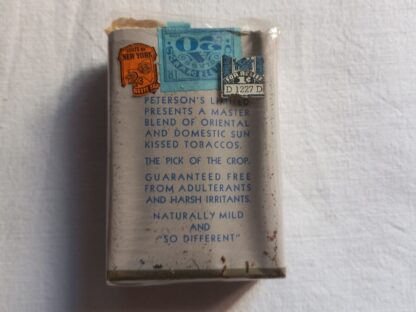 STATE OF
NEW YORK
20
1¢
D 1227 D
PETERSON'S LIMITED
PRESENTS A MASTER
BLEND OF ORIENTAL
AND DOMESTIC SUN
KISSED TOBACCOS.
THE PICK OF THE CROP.
GUARANTEED FREE
FROM ADULTERANTS
AND HARSH IRRITANTS.
NATURALLY MILD
AND
"SO DIFFERENT"